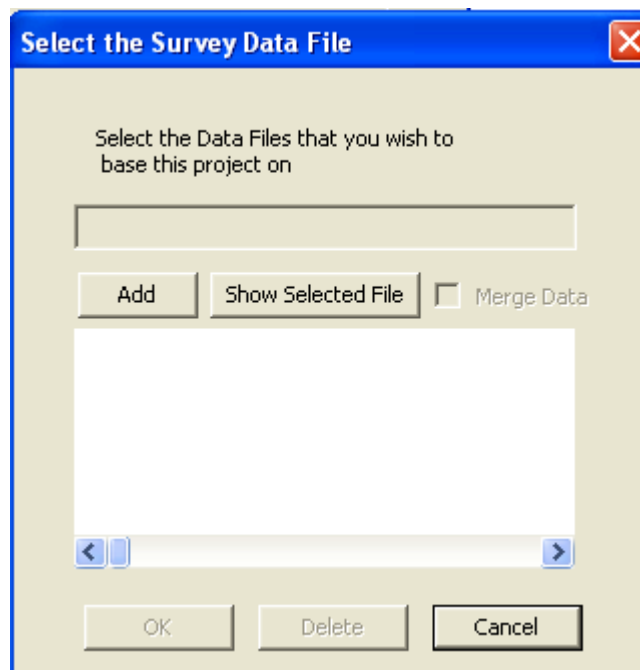 Select the Survey Data File
Select the Data Files that you wish to
base this project on
Add
Show Selected File
Merge Data
OK
Delete
Cancel